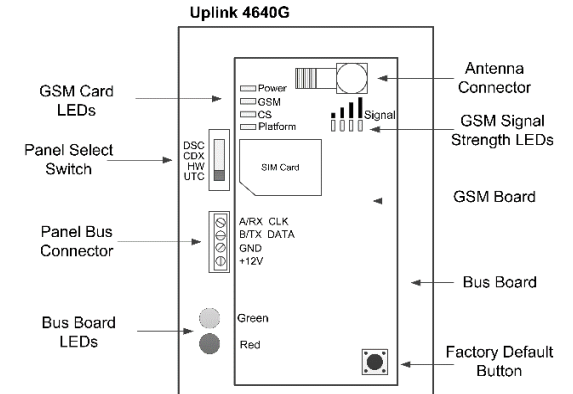 Uplink 4640G
GSM Card
LEDs
Panel Select
Switch
Panel Bus
Connector
Bus Board
LEDs
Power
GSM
CS
Platform
Signal
DSC
CDX
HW
UTC
SIM Card
A/RX CLK
B/TX DATA
GND
+12V
Green
Red
Antenna
Connector
GSM Signal
Strength LEDs
GSM Board
Bus Board
Factory Default
Button